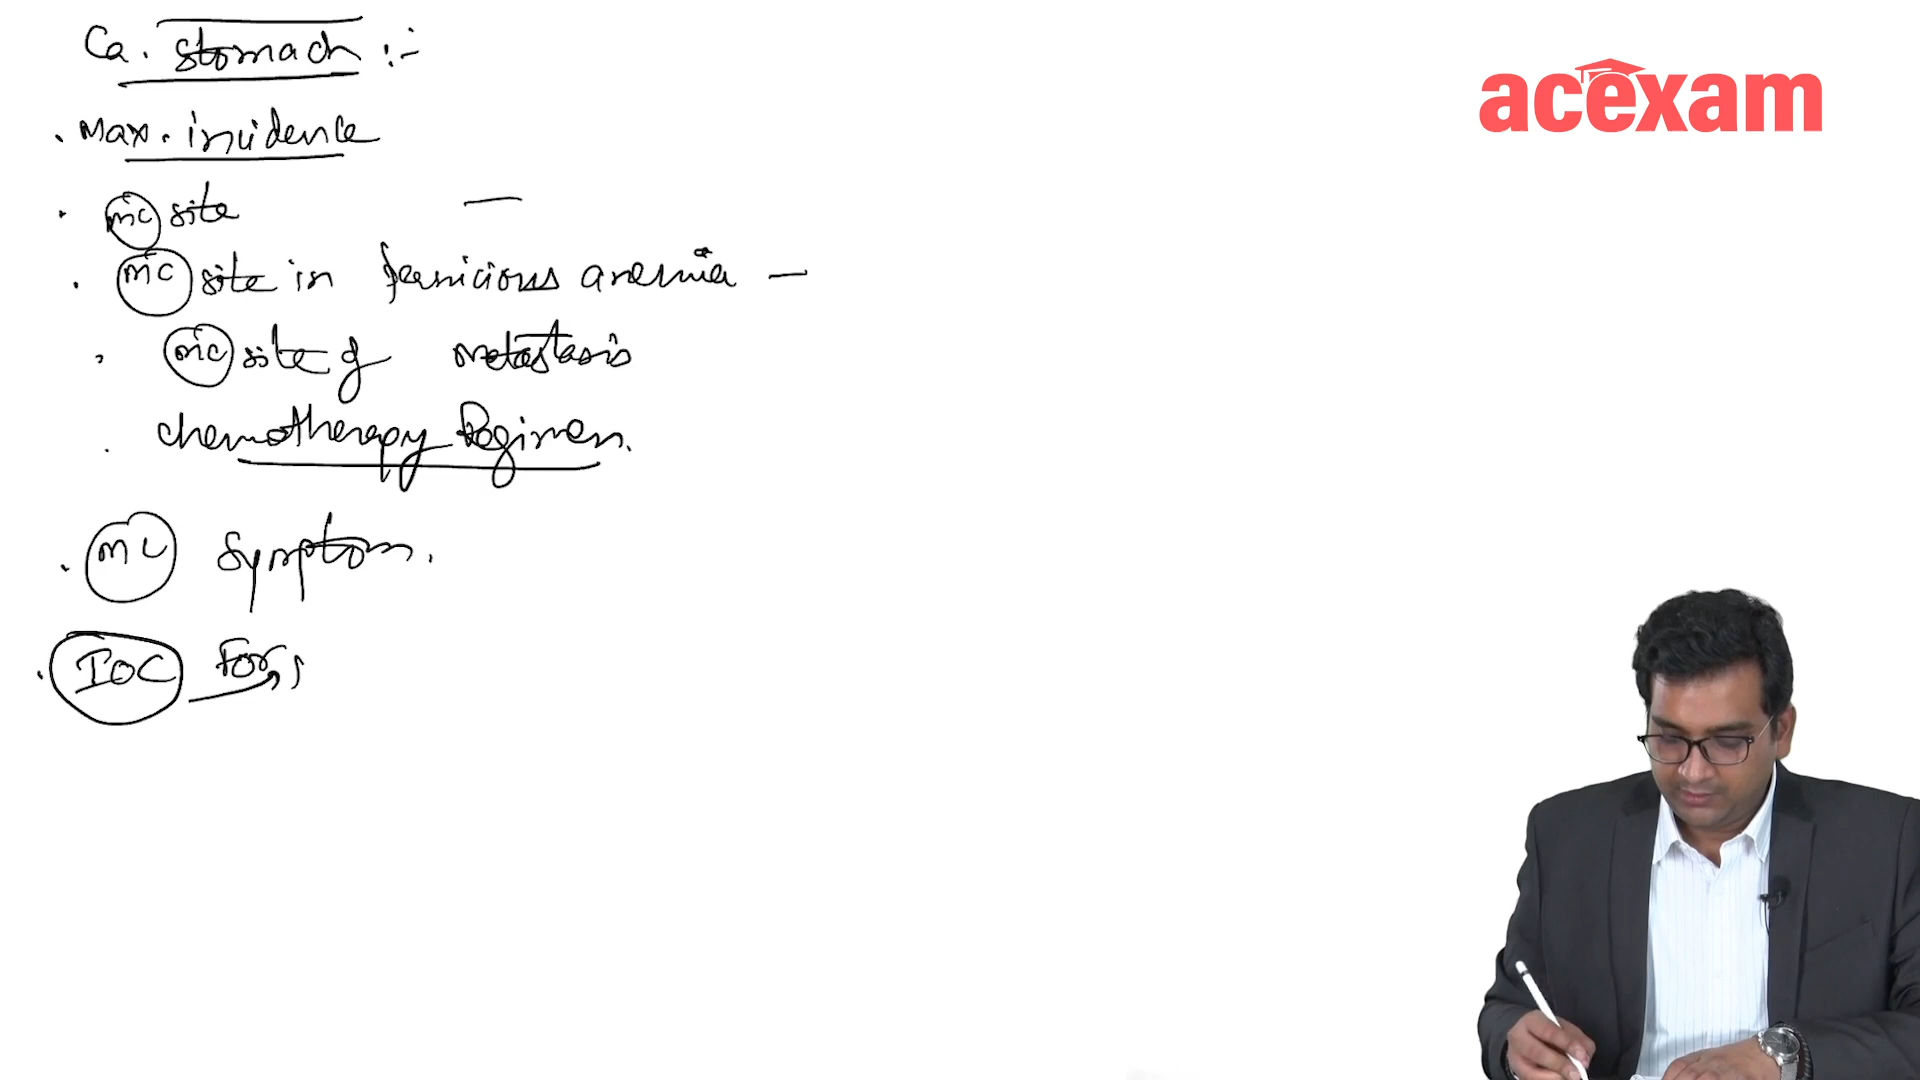 Ca. stomach :-
acexam
. Max. incidence
. mc site —
. mc site in pernicious anemia —
. mc site of metastasis
. chemotherapy Regimen.
. mc symptom.
. IOC For,